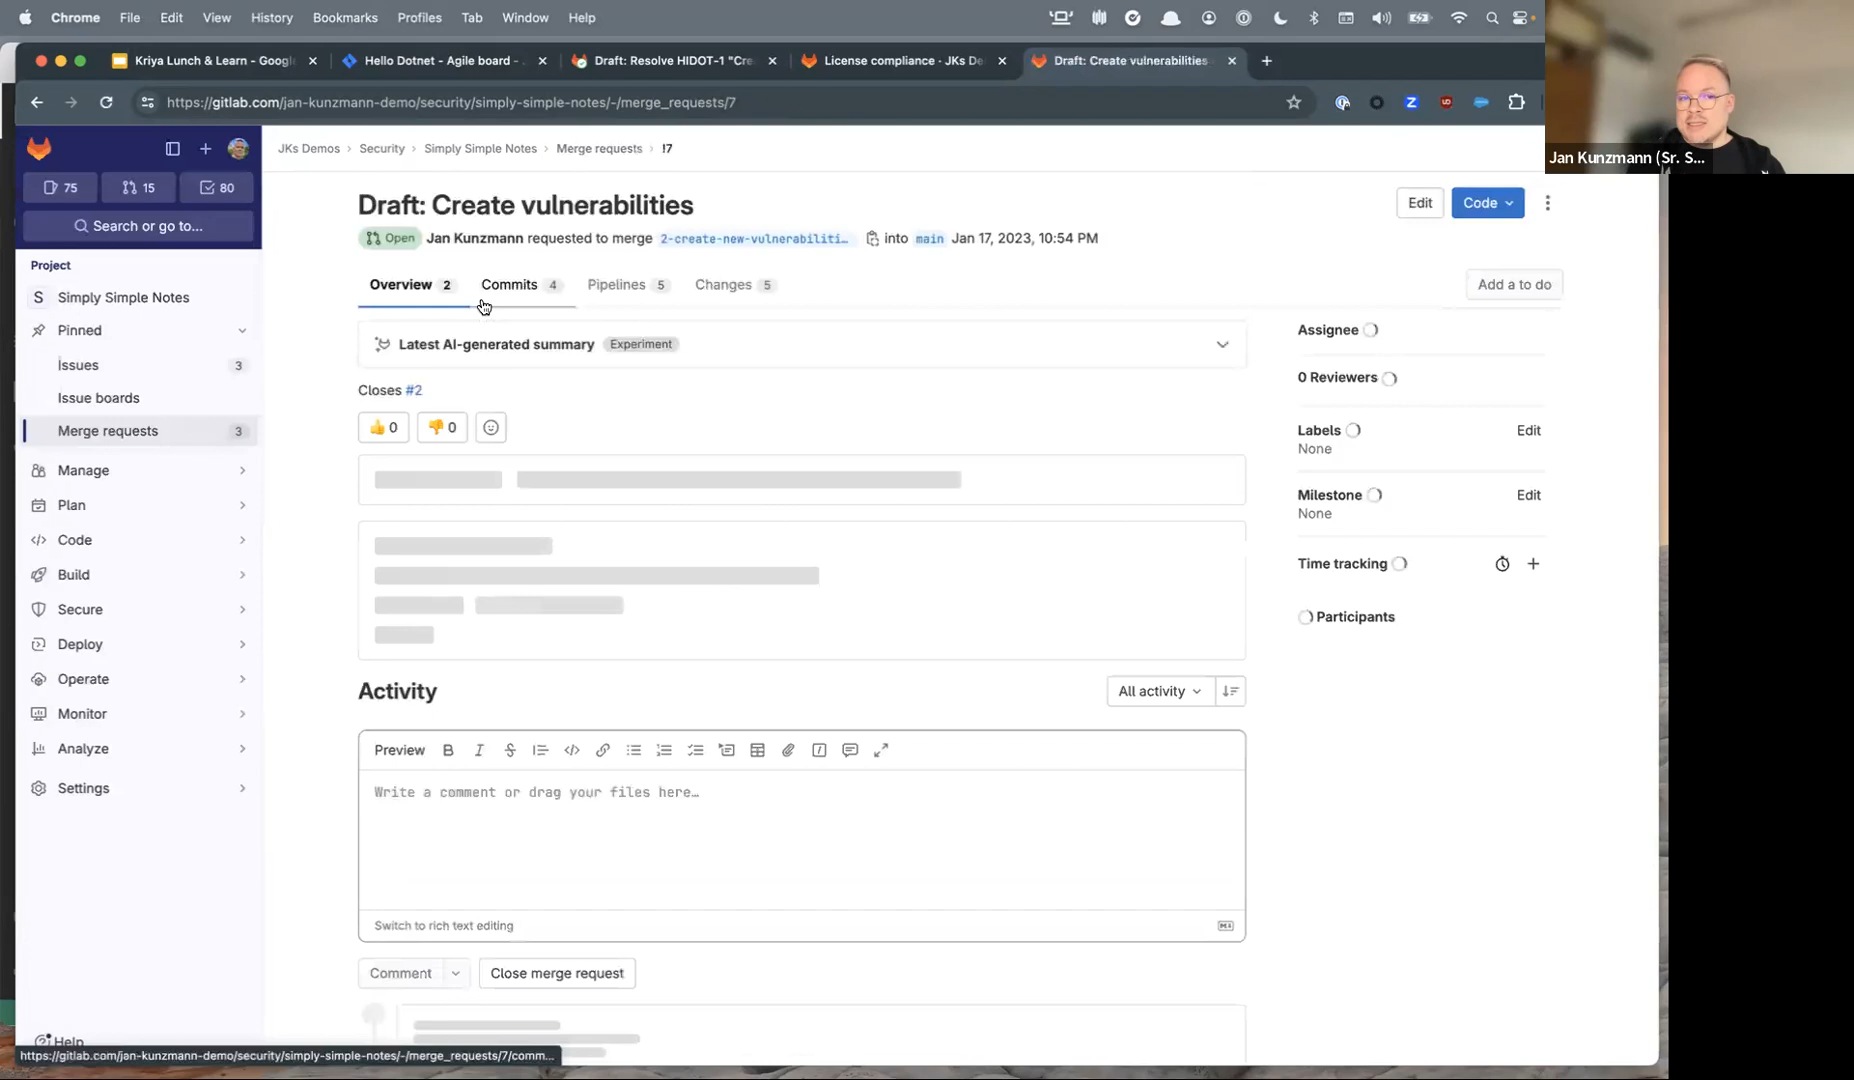 Chrome File Edit View History Bookmarks Profiles Tab Window Help
Kriya Lunch & Learn - Google
Hello Dotnet - Agile board -
Draft: Resolve HIDOT-1 "Cre
License compliance · JKs De
Draft: Create vulnerabilities
https://gitlab.com/jan-kunzmann-demo/security/simply-simple-notes/-/merge_requests/7
Jan Kunzmann (Sr. S...
75 15 80
Search or go to...
Project
S Simply Simple Notes
Pinned
Issues 3
Issue boards
Merge requests 3
Manage
Plan
Code
Build
Secure
Deploy
Operate
Monitor
Analyze
Settings
Help
https://gitlab.com/jan-kunzmann-demo/security/simply-simple-notes/-/merge_requests/7/comm...
JKs Demos › Security › Simply Simple Notes › Merge requests › !7
Draft: Create vulnerabilities
Edit Code
Open Jan Kunzmann requested to merge 2-create-new-vulnerabiliti… into main Jan 17, 2023, 10:54 PM
Overview 2 Commits 4 Pipelines 5 Changes 5
Add a to do
Latest AI-generated summary Experiment
Closes #2
👍 0 👎 0
Activity
All activity
Preview
Write a comment or drag your files here…
Switch to rich text editing
Comment Close merge request
Assignee
0 Reviewers
Labels Edit
None
Milestone Edit
None
Time tracking
Participants